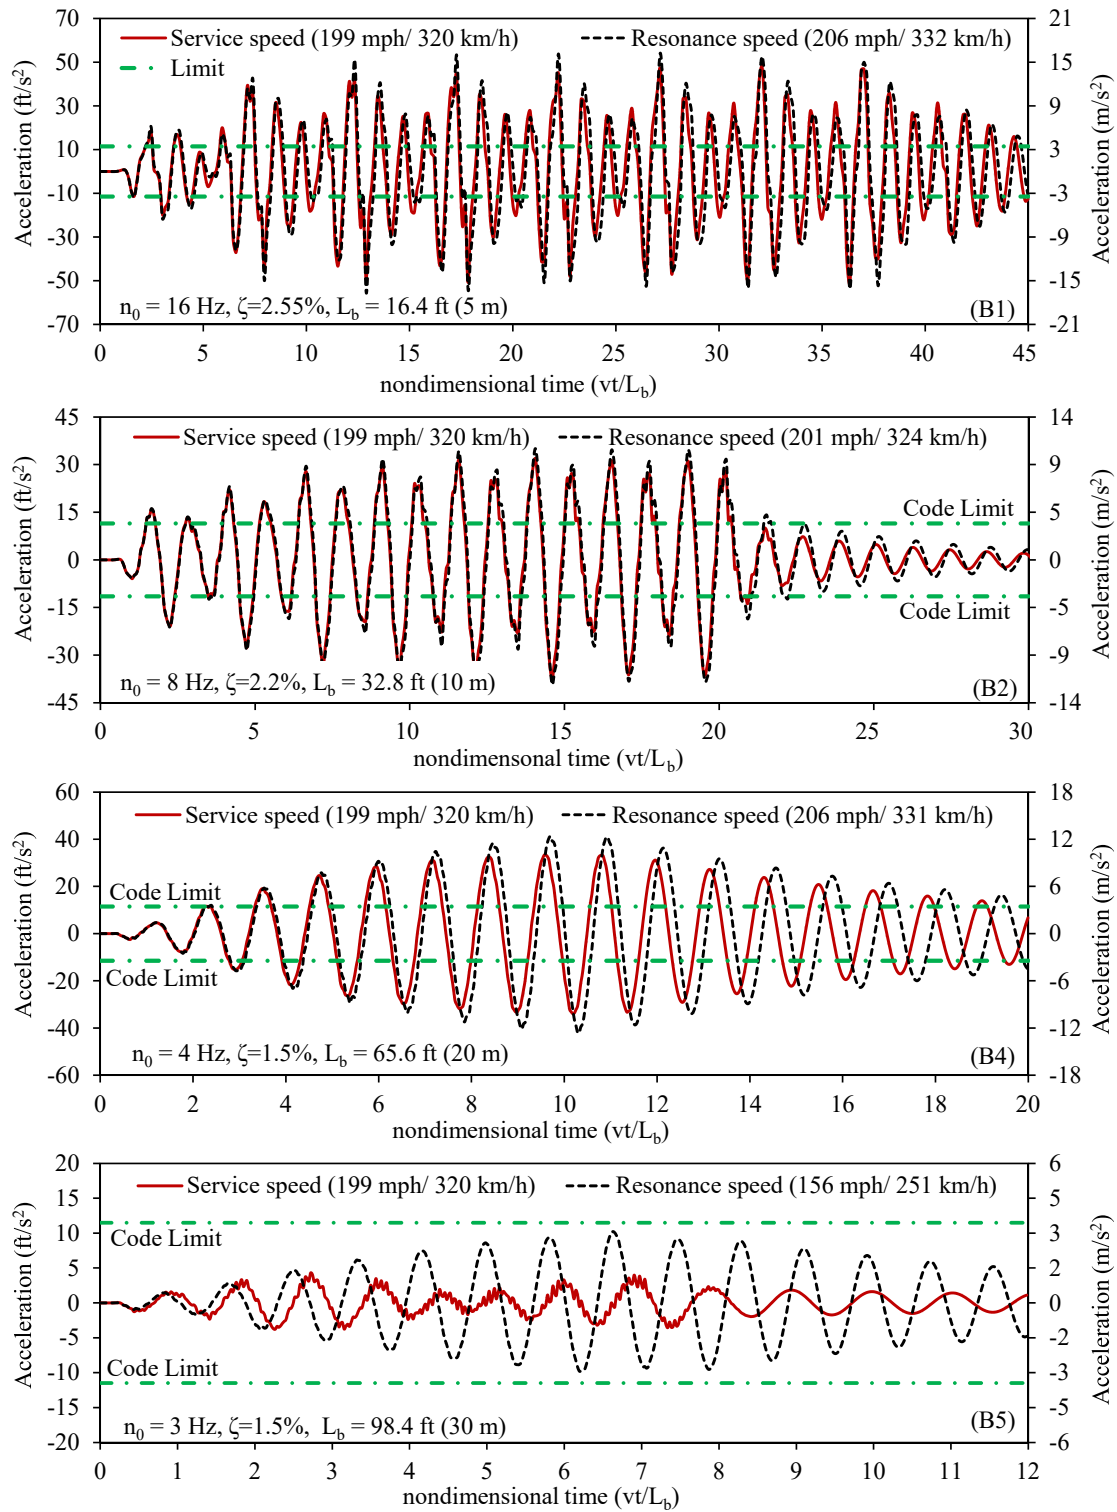 Service speed (199 mph/ 320 km/h) Resonance speed (206 mph/ 332 km/h)
Limit
Acceleration (ft/s²)
70
50
30
10
-10
-30
-50
-70
Acceleration (m/s²)
21
15
9
3
-3
-9
-15
-21
n₀ = 16 Hz, ζ=2.55%, L_b = 16.4 ft (5 m)
(B1)
0 5 10 15 20 25 30 35 40 45
nondimensional time (vt/L_b)
Service speed (199 mph/ 320 km/h) Resonance speed (201 mph/ 324 km/h)
Acceleration (ft/s²)
45
30
15
0
-15
-30
-45
Acceleration (m/s²)
14
9
5
0
-5
-9
-14
Code Limit
Code Limit
n₀ = 8 Hz, ζ=2.2%, L_b = 32.8 ft (10 m)
(B2)
0 5 10 15 20 25 30
nondimensonal time (vt/L_b)
Service speed (199 mph/ 320 km/h) Resonance speed (206 mph/ 331 km/h)
Acceleration (ft/s²)
60
40
20
0
-20
-40
-60
Acceleration (m/s²)
18
12
6
0
-6
-12
-18
Code Limit
Code Limit
n₀ = 4 Hz, ζ=1.5%, L_b = 65.6 ft (20 m)
(B4)
0 2 4 6 8 10 12 14 16 18 20
nondimensional time (vt/L_b)
Service speed (199 mph/ 320 km/h) Resonance speed (156 mph/ 251 km/h)
Acceleration (ft/s²)
20
15
10
5
0
-5
-10
-15
-20
Acceleration (m/s²)
6
5
3
2
0
-2
-3
-5
-6
Code Limit
Code Limit
n₀ = 3 Hz, ζ=1.5%, L_b = 98.4 ft (30 m)
(B5)
0 1 2 3 4 5 6 7 8 9 10 11 12
nondimensional time (vt/L_b)